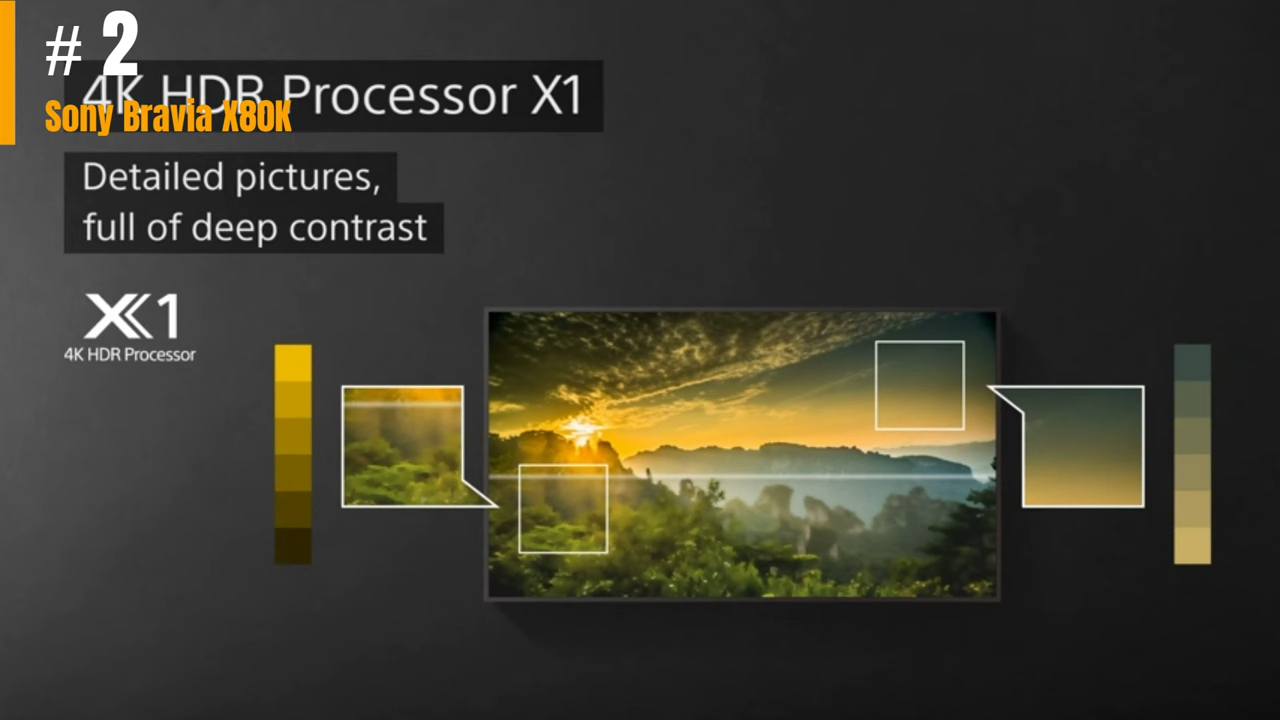 # 2
4K HDR Processor X1
Sony Bravia X80K
Detailed pictures,
full of deep contrast
X1
4K HDR Processor